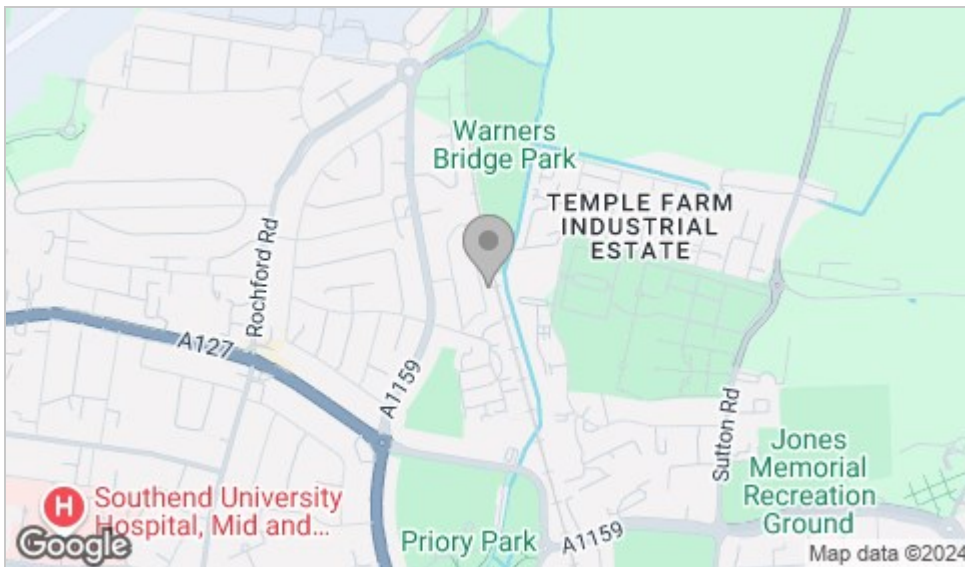 Warners
Bridge Park
TEMPLE FARM
INDUSTRIAL
ESTATE
Rochford Rd
A127
A1159
Sutton Rd
Jones
Memorial
Recreation
Ground
H
Southend University
Hospital, Mid and...
Priory Park
A1159
Google
Map data ©2024